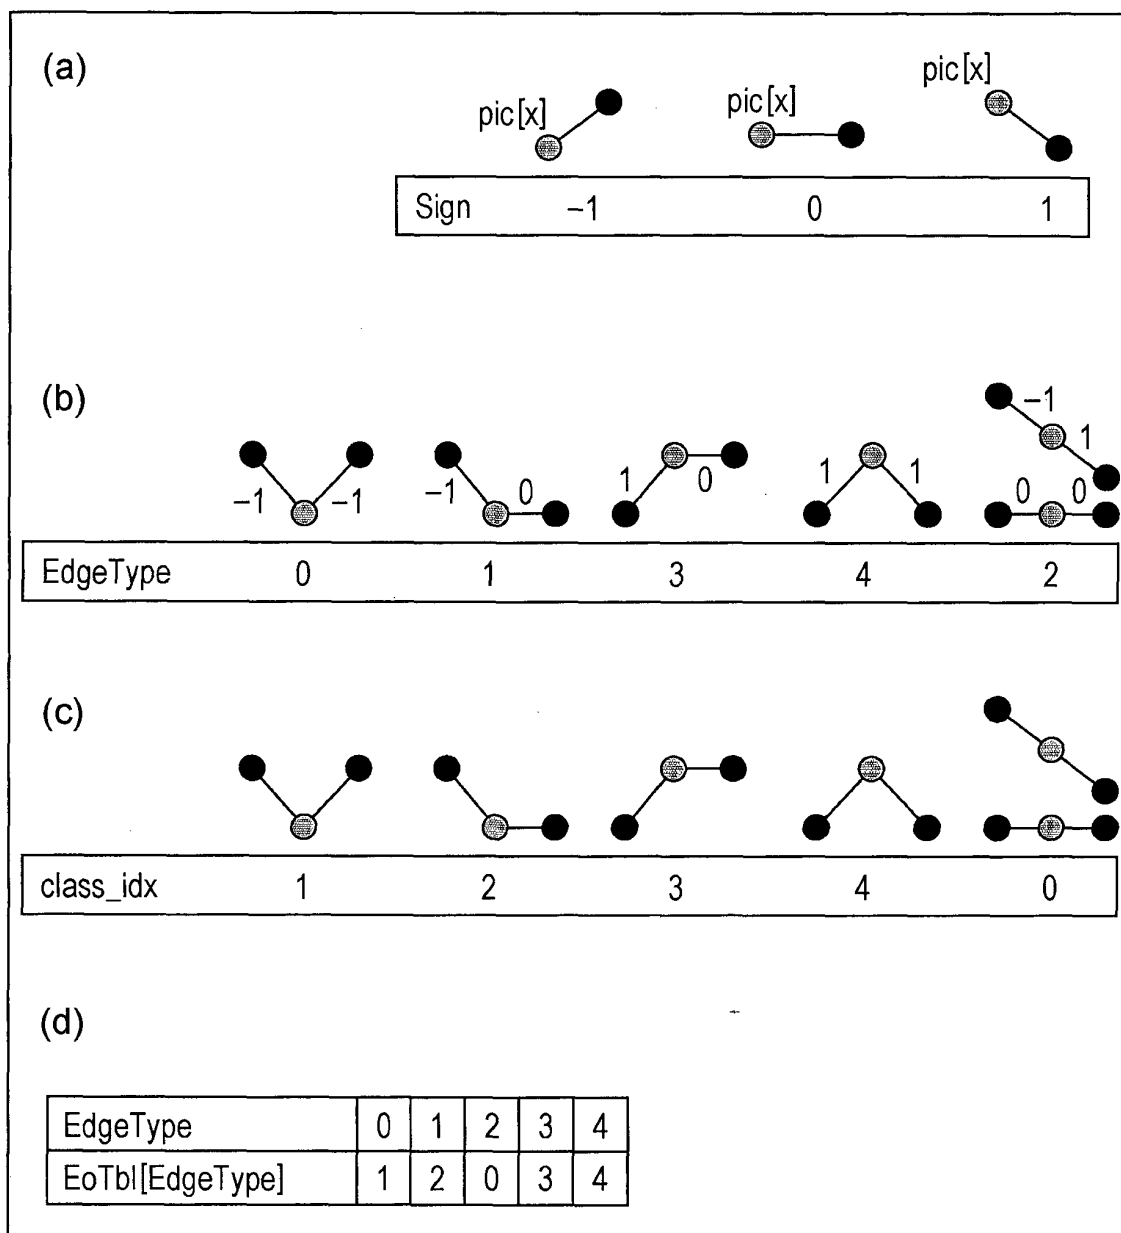 (a)
pic[x] pic[x] pic[x]
Sign –1 0 1
(b)
–1 –1 –1 0 1 0 1 1 –1 1 0 0
EdgeType 0 1 3 4 2
(c)
class_idx 1 2 3 4 0
(d)
EdgeType 0 1 2 3 4
EoTbl[EdgeType] 1 2 0 3 4